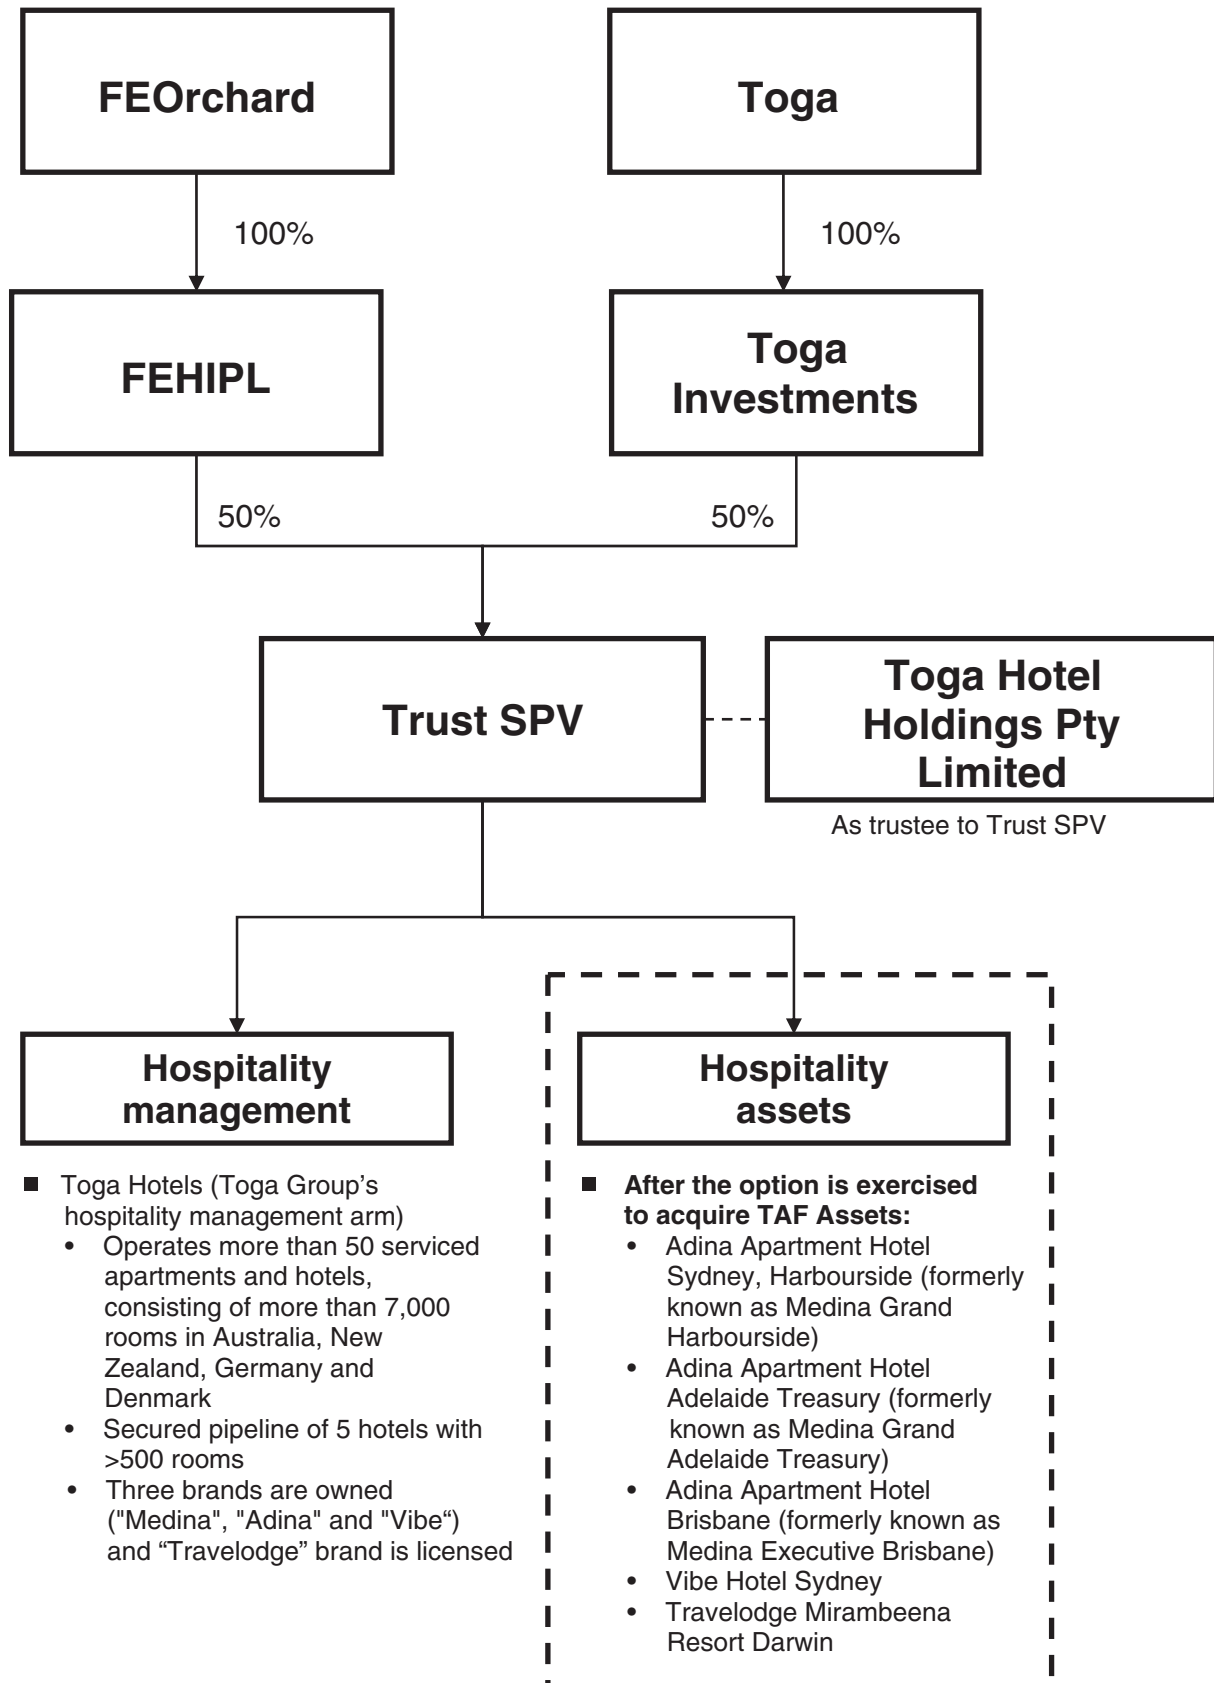 FEOrchard
Toga
100%
100%
FEHIPL
Toga
Investments
50%
50%
Trust SPV
Toga Hotel
Holdings Pty
Limited
As trustee to Trust SPV
Hospitality
management
■ Toga Hotels (Toga Group's
hospitality management arm)
• Operates more than 50 serviced
apartments and hotels,
consisting of more than 7,000
rooms in Australia, New
Zealand, Germany and
Denmark
• Secured pipeline of 5 hotels with
>500 rooms
• Three brands are owned
("Medina", "Adina" and "Vibe“)
and “Travelodge” brand is licensed
Hospitality
assets
■ After the option is exercised
to acquire TAF Assets:
• Adina Apartment Hotel
Sydney, Harbourside (formerly
known as Medina Grand
Harbourside)
• Adina Apartment Hotel
Adelaide Treasury (formerly
known as Medina Grand
Adelaide Treasury)
• Adina Apartment Hotel
Brisbane (formerly known as
Medina Executive Brisbane)
• Vibe Hotel Sydney
• Travelodge Mirambeena
Resort Darwin